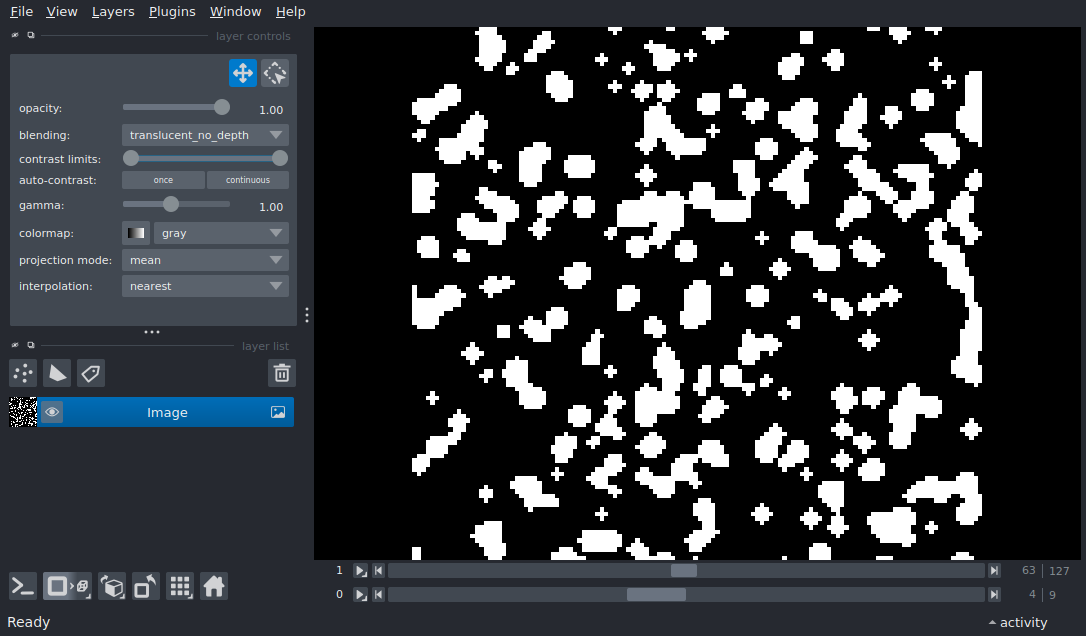 File View Layers Plugins Window Help
layer controls
opacity: 1.00
blending: translucent_no_depth
contrast limits:
auto-contrast: once continuous
gamma: 1.00
colormap: gray
projection mode: mean
interpolation: nearest
layer list
Image
1 63 127
0 4 9
Ready activity